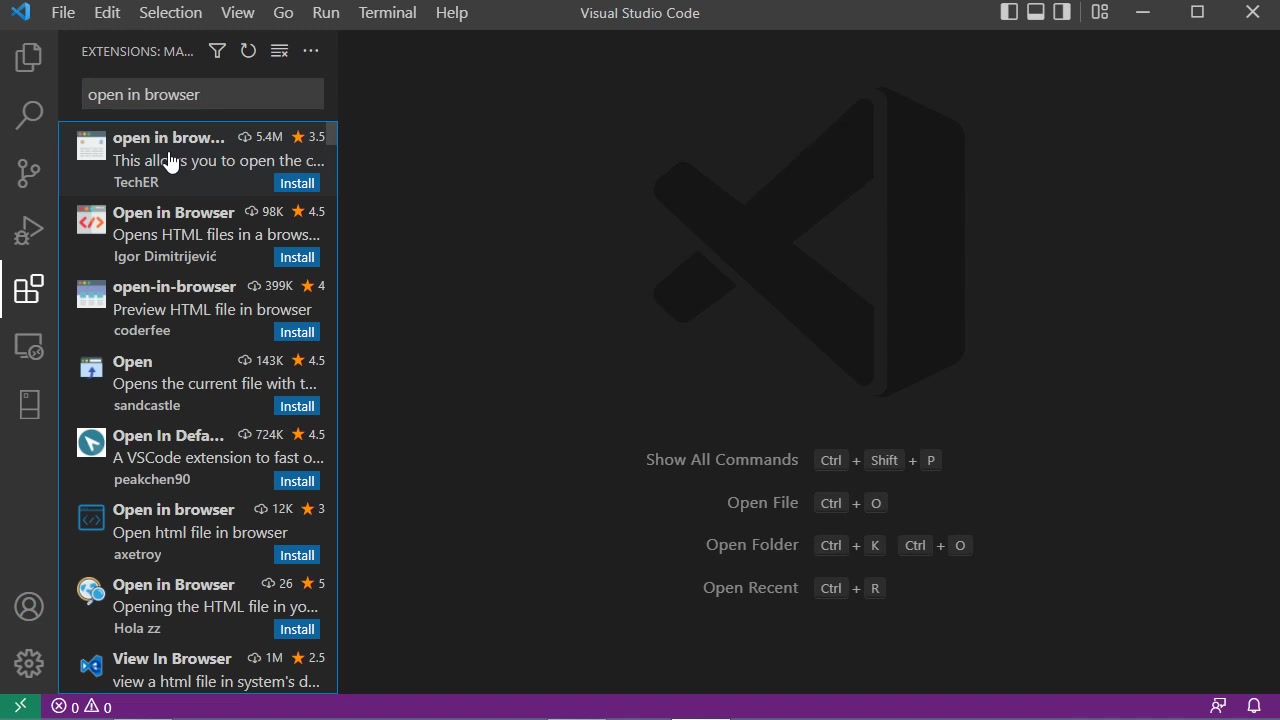 File Edit Selection View Go Run Terminal Help Visual Studio Code
EXTENSIONS: MA...
open in browser
open in brow... 5.4M 3.5
This allows you to open the c...
TechER Install
Open in Browser 98K 4.5
Opens HTML files in a brows...
Igor Dimitrijević Install
open-in-browser 399K 4
Preview HTML file in browser
coderfee Install
Open 143K 4.5
Opens the current file with t...
sandcastle Install
Open In Defa... 724K 4.5
A VSCode extension to fast o...
peakchen90 Install
Open in browser 12K 3
Open html file in browser
axetroy Install
Open in Browser 26 5
Opening the HTML file in yo...
Hola zz Install
View In Browser 1M 2.5
view a html file in system's d...
Show All Commands Ctrl + Shift + P
Open File Ctrl + O
Open Folder Ctrl + K Ctrl + O
Open Recent Ctrl + R
0 0